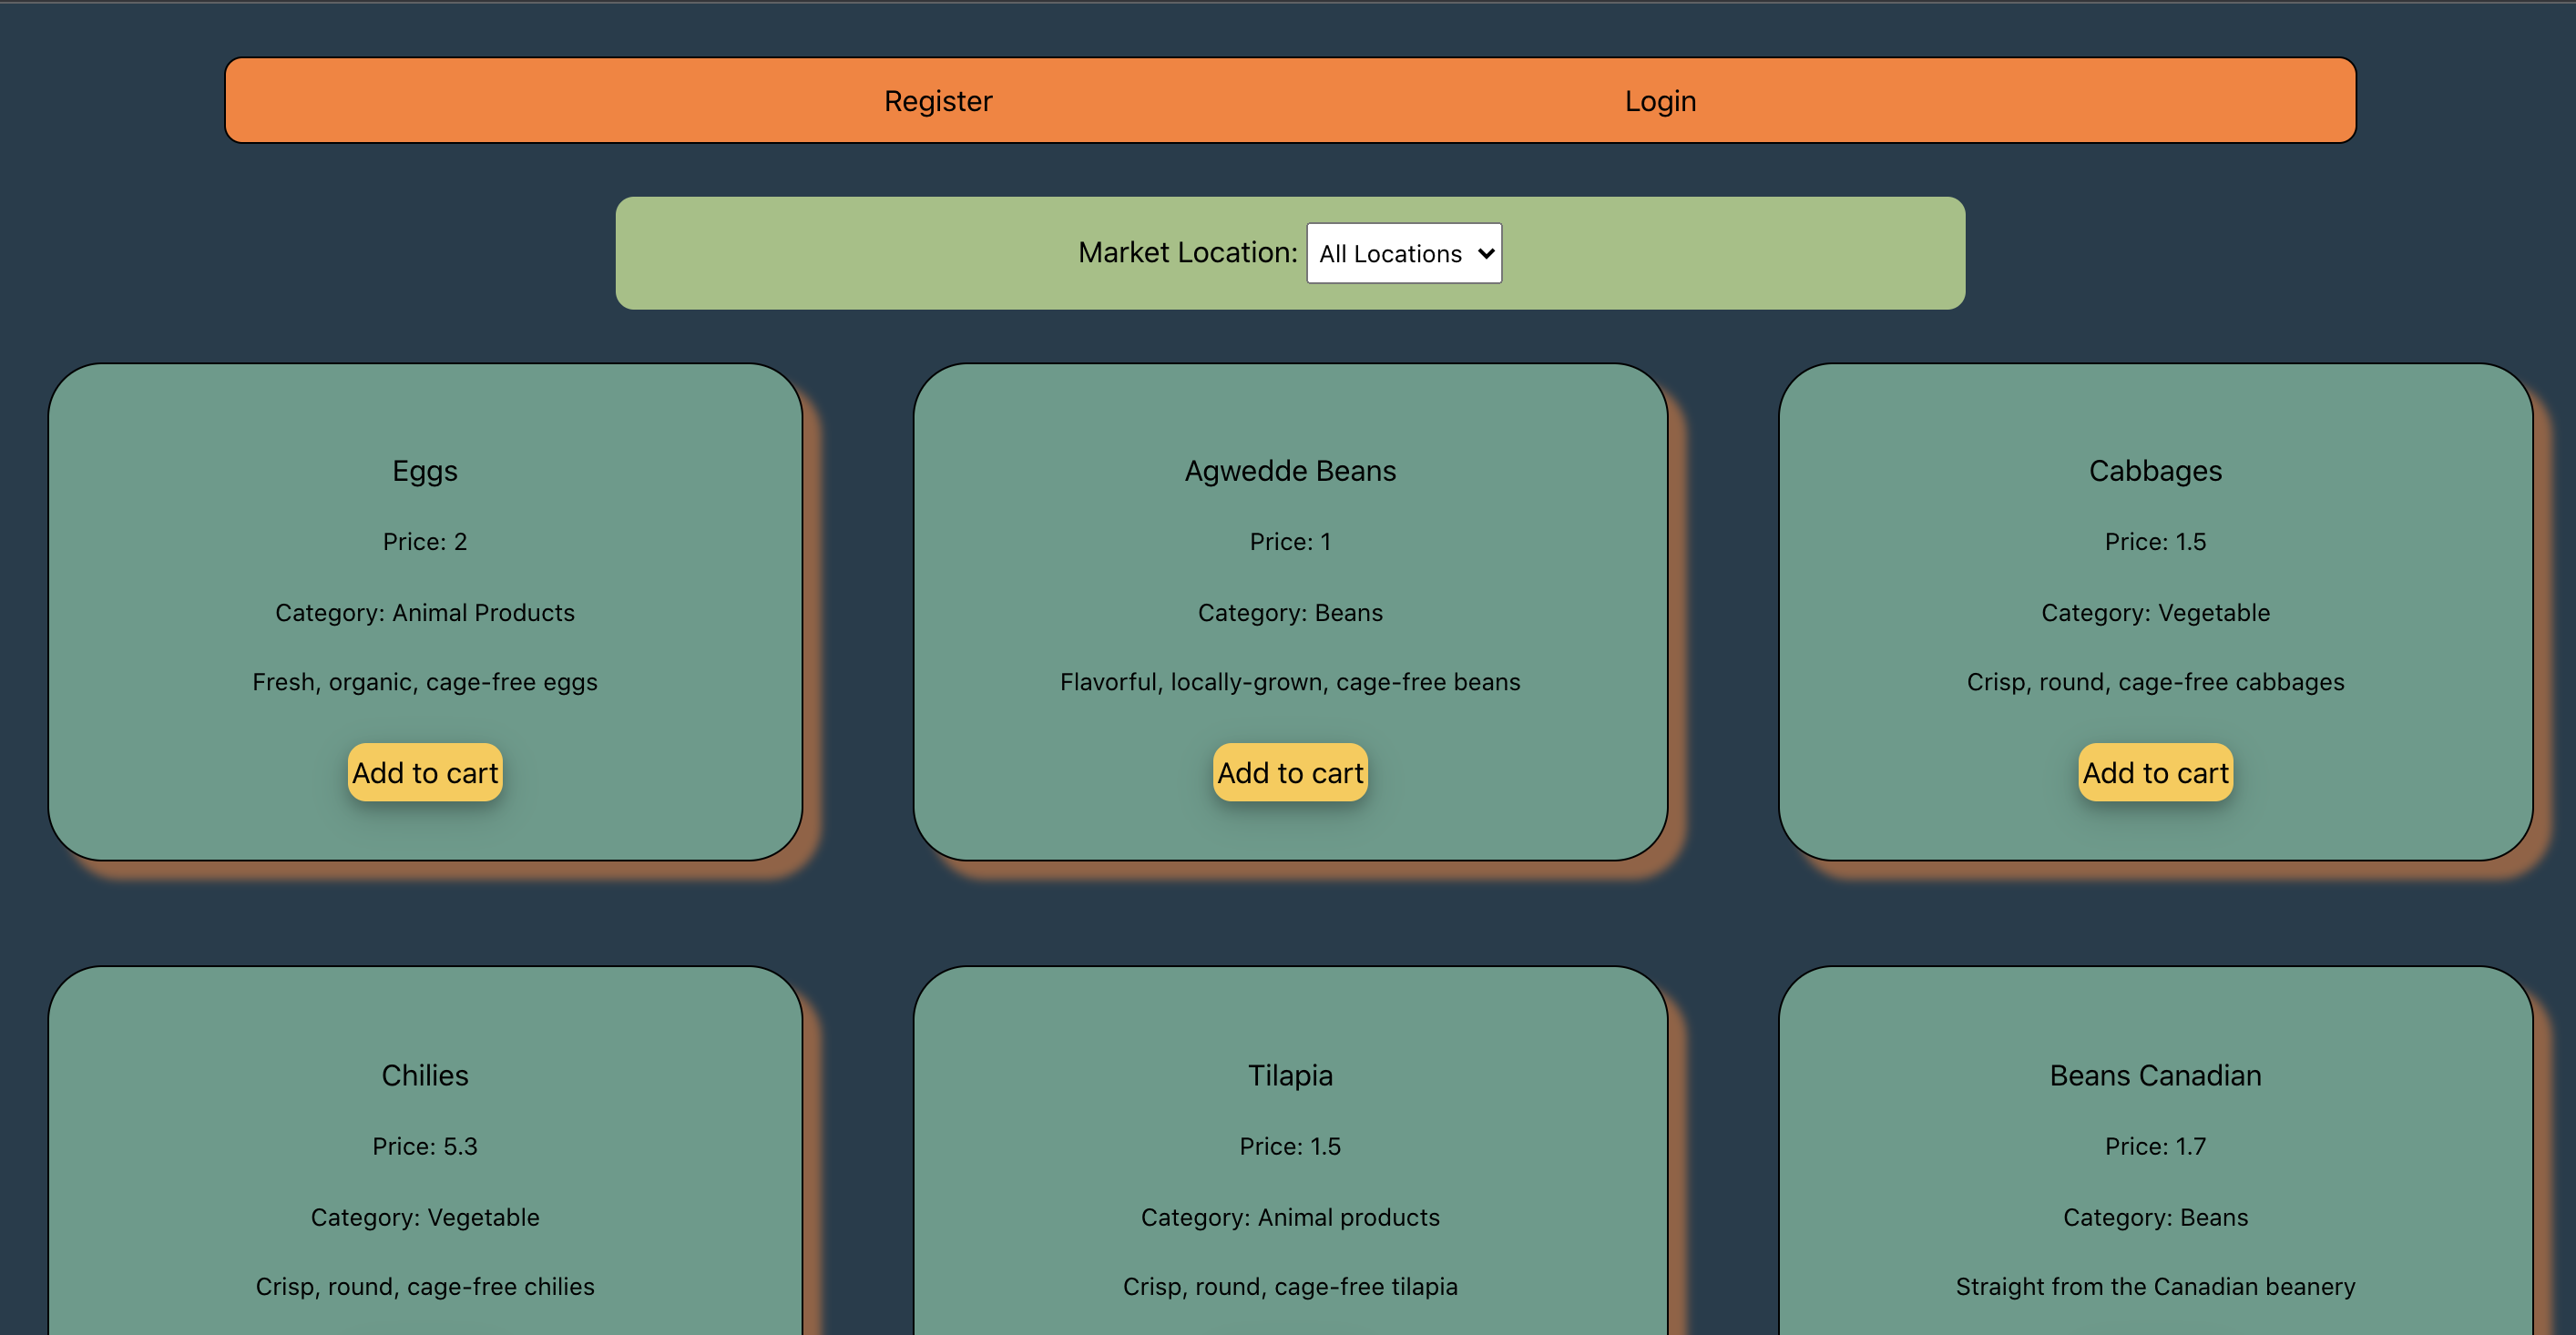 Register Login
Market Location: All Locations
Eggs
Price: 2
Category: Animal Products
Fresh, organic, cage-free eggs
Add to cart
Agwedde Beans
Price: 1
Category: Beans
Flavorful, locally-grown, cage-free beans
Add to cart
Cabbages
Price: 1.5
Category: Vegetable
Crisp, round, cage-free cabbages
Add to cart
Chilies
Price: 5.3
Category: Vegetable
Crisp, round, cage-free chilies
Tilapia
Price: 1.5
Category: Animal products
Crisp, round, cage-free tilapia
Beans Canadian
Price: 1.7
Category: Beans
Straight from the Canadian beanery